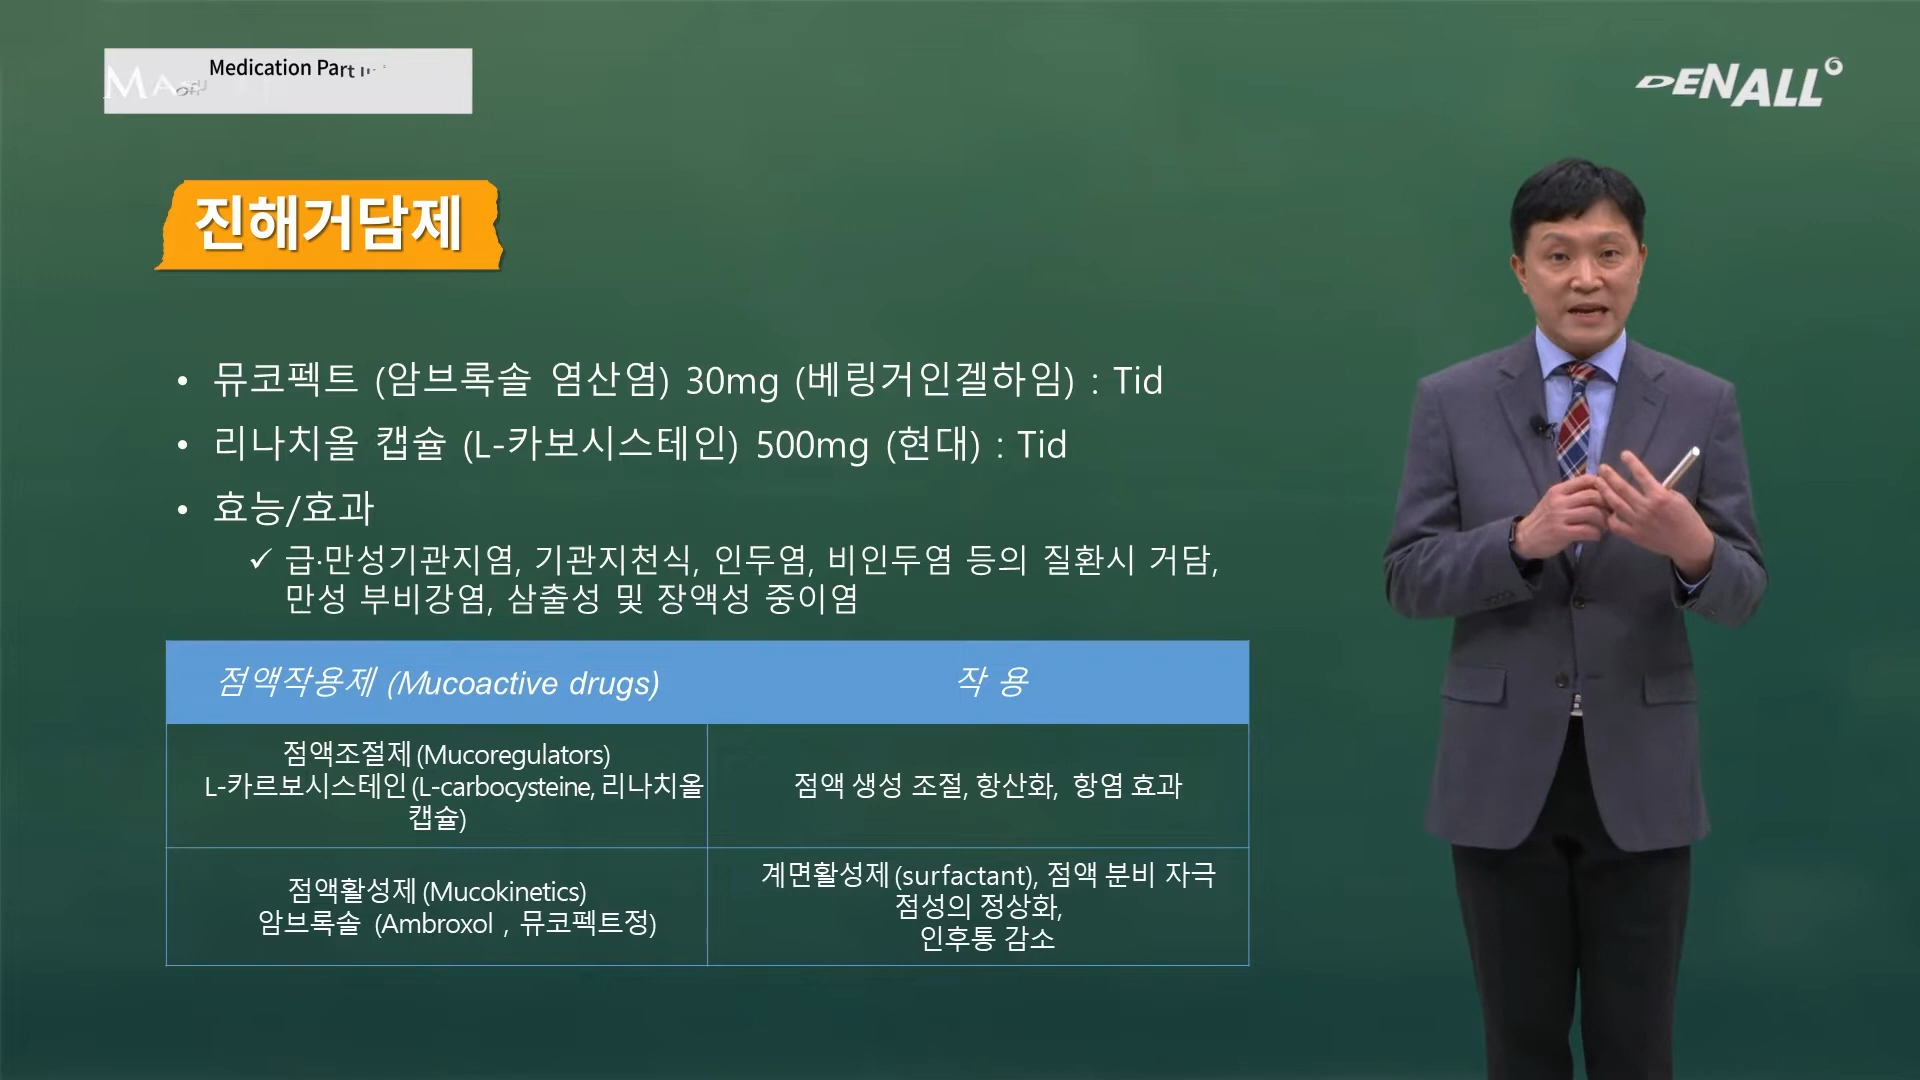 Medication Part
DENALL
진해거담제
• 뮤코펙트 (암브록솔 염산염) 30mg (베링거인겔하임) : Tid
• 리나치올 캡슐 (L-카보시스테인) 500mg (현대) : Tid
• 효능/효과
✓ 급·만성기관지염, 기관지천식, 인두염, 비인두염 등의 질환시 거담,
만성 부비강염, 삼출성 및 장액성 중이염
점액작용제 (Mucoactive drugs)
작 용
점액조절제 (Mucoregulators)
L-카르보시스테인 (L-carbocysteine, 리나치올
캡슐)
점액 생성 조절, 항산화, 항염 효과
점액활성제 (Mucokinetics)
암브록솔 (Ambroxol , 뮤코펙트정)
계면활성제 (surfactant), 점액 분비 자극
점성의 정상화,
인후통 감소